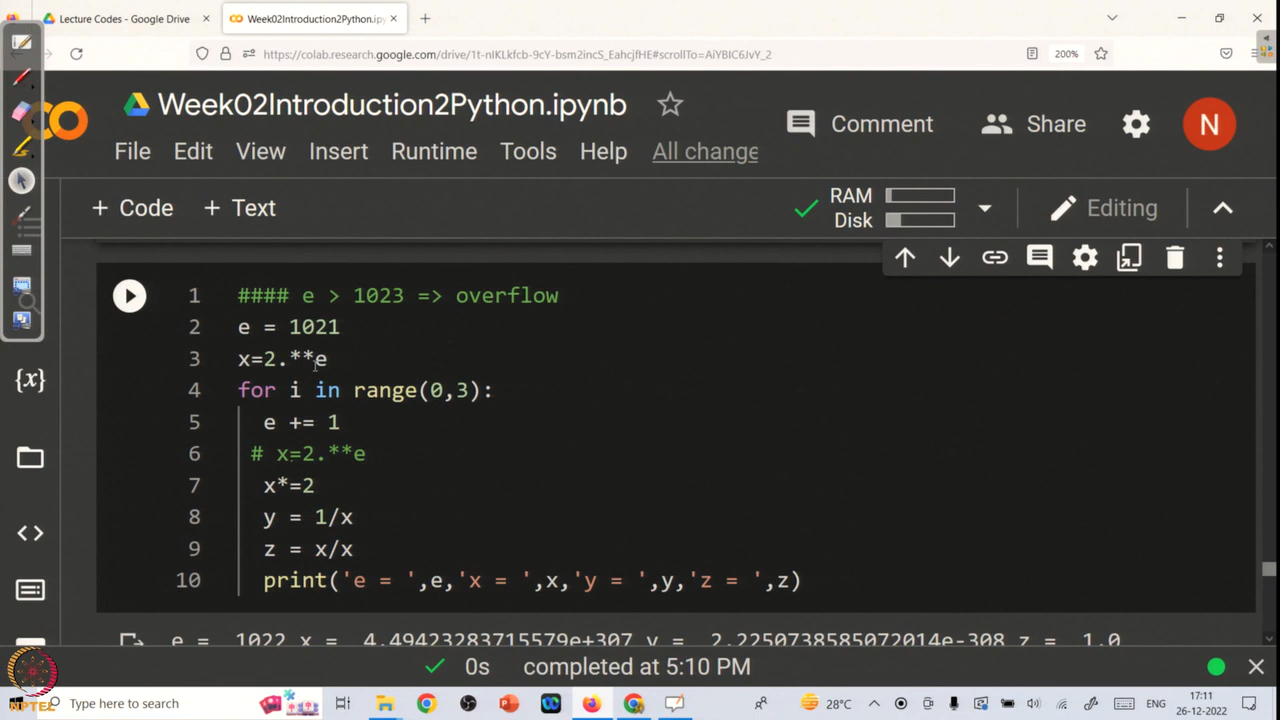 Lecture Codes - Google Drive
Week02Introduction2Python.ipyn
https://colab.research.google.com/drive/1t-nIKLkfcb-9cY-bsm2incS_EahcjfHE#scrollTo=AiYBIC6JvY_2
200%
Week02Introduction2Python.ipynb
Comment
Share
N
File Edit View Insert Runtime Tools Help All change
+ Code + Text
RAM
Disk
Editing
1 #### e > 1023 => overflow
2 e = 1021
3 x=2.**e
4 for i in range(0,3):
5 e += 1
6 # x=2.**e
7 x*=2
8 y = 1/x
9 z = x/x
10 print('e = ',e,'x = ',x,'y = ',y,'z = ',z)
{x}
e = 1022 x = 4.49423283715579e+307 y = 2.2250738585072014e-308 z = 1.0
0s completed at 5:10 PM
NPTEL
Type here to search
28°C
ENG
17:11
26-12-2022